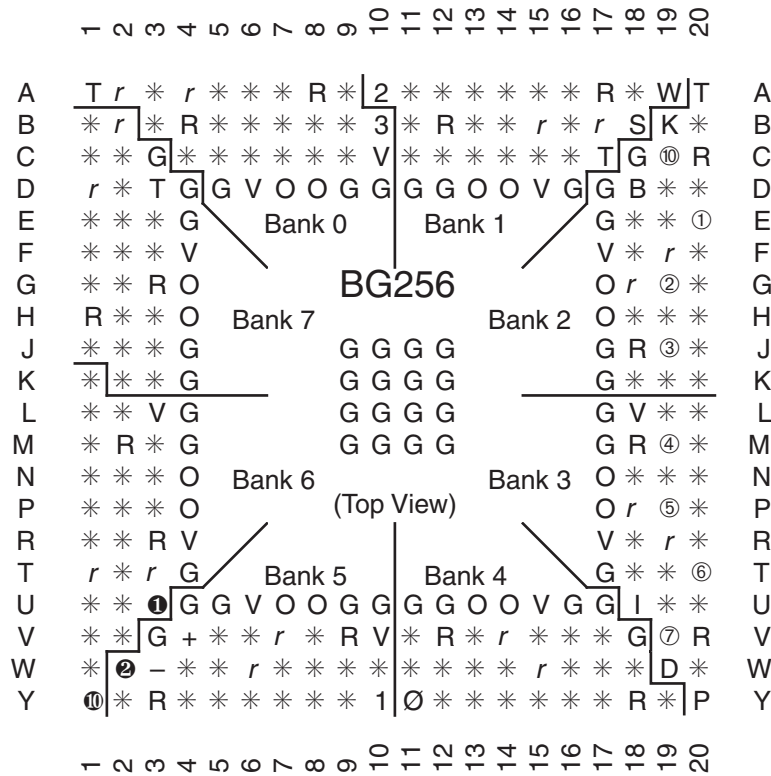 1 2 3 4 5 6 7 8 9 10 11 12 13 14 15 16 17 18 19 20
A T r ✳ r ✳ ✳ ✳ R ✳ 2 ✳ ✳ ✳ ✳ ✳ ✳ R ✳ W T A
B ✳ r ✳ R ✳ ✳ ✳ ✳ ✳ 3 ✳ R ✳ ✳ r ✳ r S K ✳ B
C ✳ ✳ G ✳ ✳ ✳ ✳ ✳ ✳ V ✳ ✳ ✳ ✳ ✳ ✳ T G ⑩ R C
D r ✳ T G G V O O G G G G O O V G G B ✳ ✳ D
E ✳ ✳ ✳ G Bank 0 Bank 1 G ✳ ✳ ① E
F ✳ ✳ ✳ V V ✳ r ✳ F
G ✳ ✳ R O BG256 O r ② ✳ G
H R ✳ ✳ O Bank 7 Bank 2 O ✳ ✳ ✳ H
J ✳ ✳ ✳ G G G G G G R ③ ✳ J
K ✳ ✳ ✳ G G G G G G ✳ ✳ ✳ K
L ✳ ✳ V G G G G G G V ✳ ✳ L
M ✳ R ✳ G G G G G G R ④ ✳ M
N ✳ ✳ ✳ O Bank 6 Bank 3 O ✳ ✳ ✳ N
P ✳ ✳ ✳ O (Top View) O r ⑤ ✳ P
R ✳ ✳ R V V ✳ r ✳ R
T r ✳ r G Bank 5 Bank 4 G ✳ ✳ ⑥ T
U ✳ ✳ ❶ G G V O O G G G G O O V G G I ✳ ✳ U
V ✳ ✳ G + ✳ ✳ r ✳ R V ✳ R ✳ r ✳ ✳ ✳ G ⑦ R V
W ✳ ❷ – ✳ ✳ r ✳ ✳ ✳ ✳ ✳ ✳ ✳ ✳ r ✳ ✳ ✳ D ✳ W
Y ❿ ✳ R ✳ ✳ ✳ ✳ ✳ ✳ 1 Ø ✳ ✳ ✳ ✳ ✳ ✳ R ✳ P Y
1 2 3 4 5 6 7 8 9 10 11 12 13 14 15 16 17 18 19 20